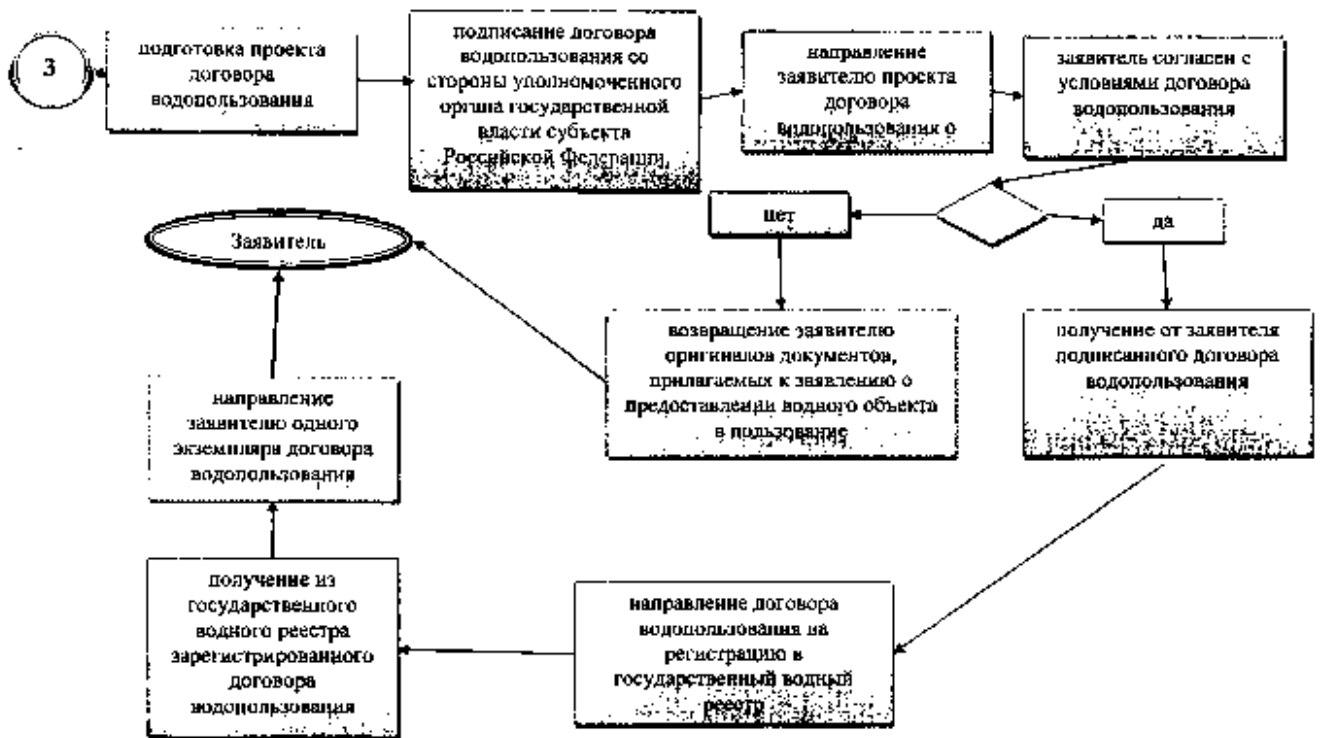 3
подготовка проекта
договора
водопользования
подписание договора
водопользования со
стороны уполномоченного
органа государственной
власти субъекта
Российской Федерации
направление
заявителю проекта
договора
водопользования о
заявитель согласен с
условиями договора
водопользования
нет
да
Заявитель
возвращение заявителю
оригиналов документов,
прилагаемых к заявлению о
предоставлении водного объекта
в пользование
получение от заявителя
подписанного договора
водопользования
направление
заявителю одного
экземпляра договора
водопользования
получение из
государственного
водного реестра
зарегистрированного
договора
водопользования
направление договора
водопользования на
регистрацию в
государственный водный
реестр